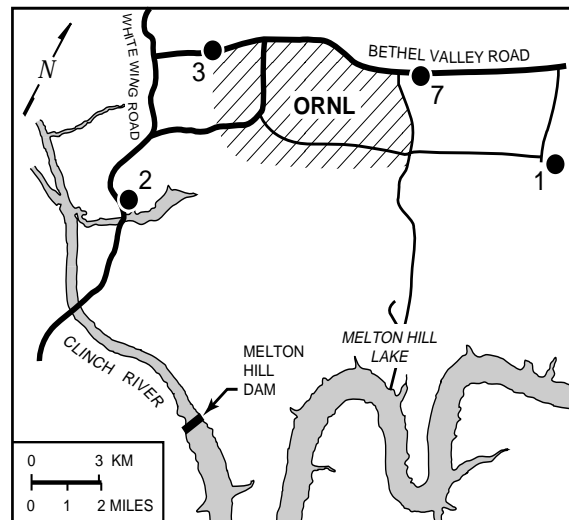 WHITE WING ROAD
N
3
BETHEL VALLEY ROAD
ORNL
7
1
2
CLINCH RIVER
MELTON
HILL
DAM
MELTON HILL
LAKE
0 3 KM
0 1 2 MILES